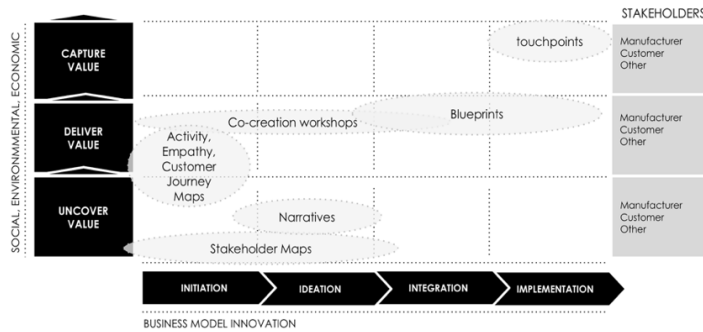 STAKEHOLDERS
SOCIAL, ENVIRONMMENTAL, ECONOMIC
CAPTURE
VALUE
touchpoints
Manufacturer
Customer
Other
DELIVER
VALUE
Co-creation workshops
Blueprints
Activity,
Empathy,
Customer
Journey
Maps
Manufacturer
Customer
Other
UNCOVER
VALUE
Narratives
Stakeholder Maps
Manufacturer
Customer
Other
INITIATION
IDEATION
INTEGRATION
IMPLEMENTATION
BUSINESS MODEL INNOVATION